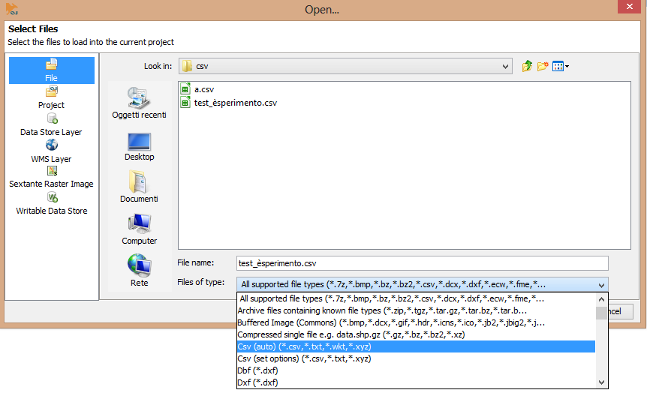 Open...
Select Files
Select the files to load into the current project
File
Project
Data Store Layer
WMS Layer
Sextante Raster Image
Writable Data Store
Look in:
csv
Oggetti recenti
Desktop
Documenti
Computer
Rete
a.csv
test_èsperimento.csv
File name:
test_èsperimento.csv
Files of type:
All supported file types (*.7z,*.bmp,*.bz,*.bz2,*.csv,*.dcx,*.dxf,*.ecw,*.fme,*...
All supported file types (*.7z,*.bmp,*.bz,*.bz2,*.csv,*.dcx,*.dxf,*.ecw,*.fme,*...
Archive files containing known file types (*.zip,*.tgz,*.tar.gz,*.tar.bz,*.tar.b...
Buffered Image (Commons) (*.bmp,*.dcx,*.gif,*.hdr,*.icns,*.ico,*.jb2,*.jbig2,*.j...
Compressed single file e.g. data.shp.gz (*.gz,*.bz,*.bz2,*.xz)
Csv (auto) (*.csv,*.txt,*.wkt,*.xyz)
Csv (set options) (*.csv,*.txt,*.xyz)
Dbf (*.dxf)
Dxf (*.dxf)
ncel